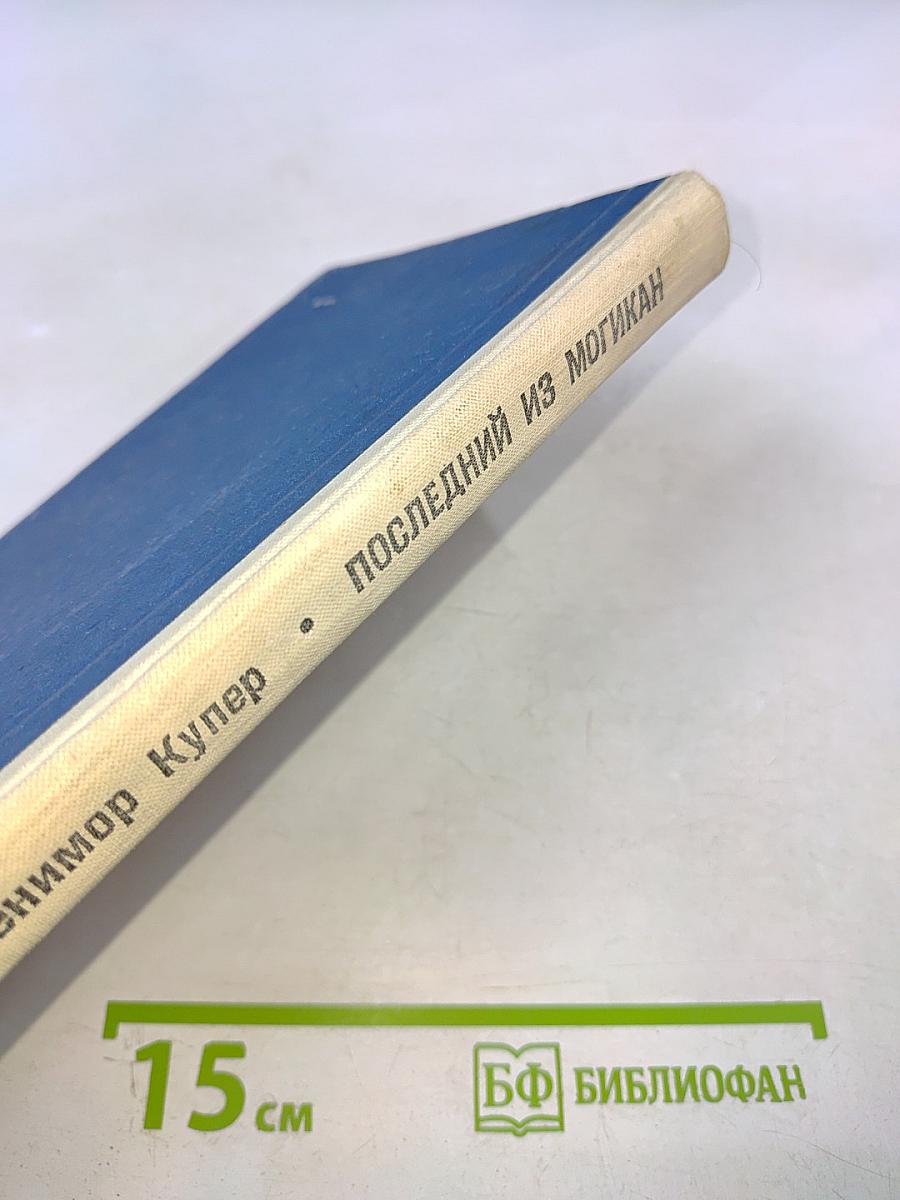 енимор Купер • ПОСЛЕДНИЙ ИЗ МОГИКАН
15 см
БФ БИБЛИОФАН